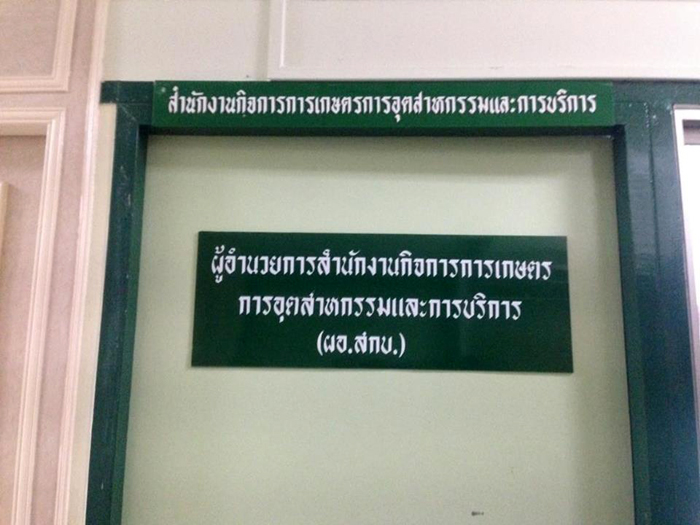 สำนักงานกิจการการเกษตรการอุตสาหกรรมและการบริการ
ผู้อำนวยการสำนักงานกิจการการเกษตร
การอุตสาหกรรมและการบริการ
(ผอ.สกบ.)